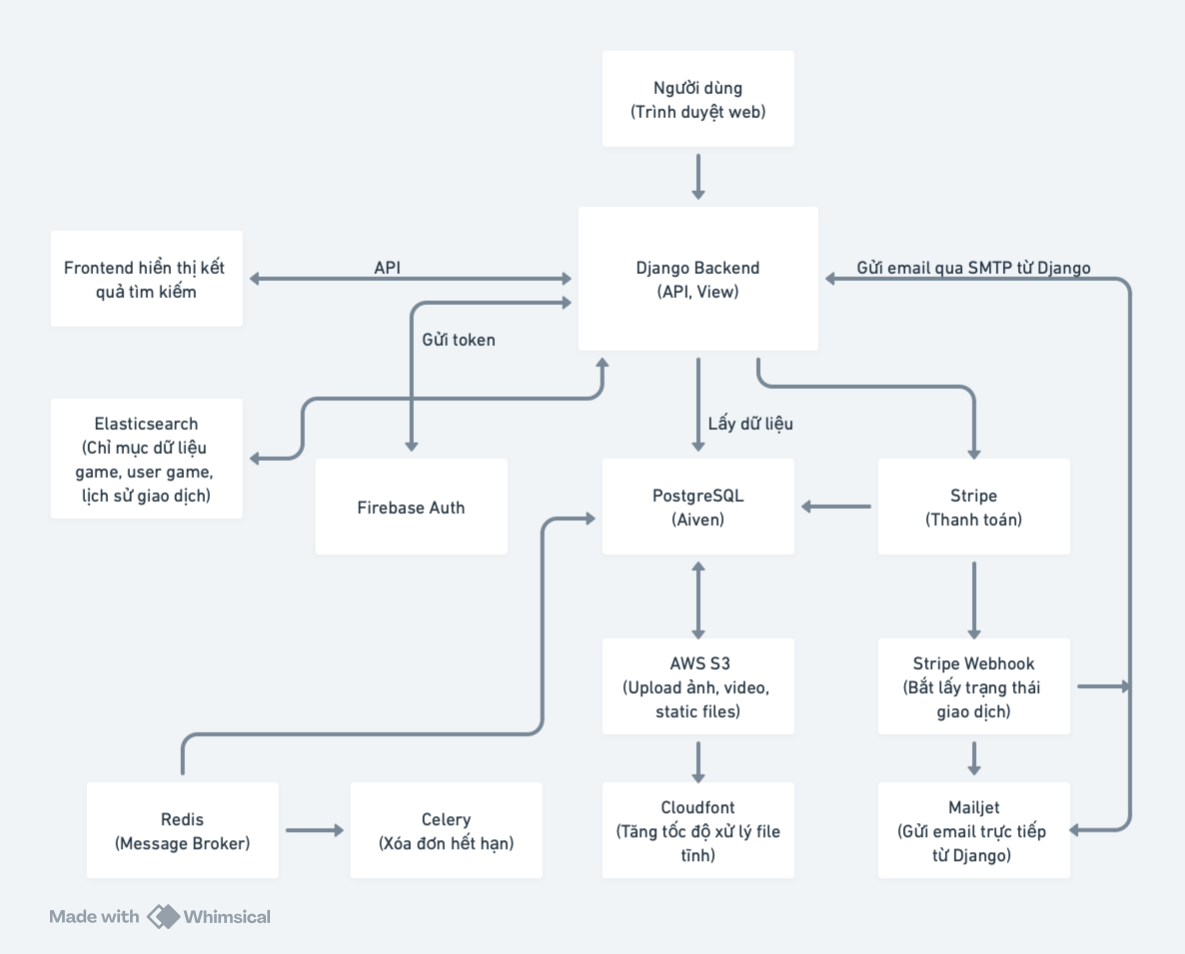 Người dùng
(Trình duyệt web)
Frontend hiển thị kết
quả tìm kiếm
API
Django Backend
(API, View)
Gửi email qua SMTP từ Django
Gửi token
Elasticsearch
(Chỉ mục dữ liệu
game, user game,
lịch sử giao dịch)
Lấy dữ liệu
Firebase Auth
PostgreSQL
(Aiven)
Stripe
(Thanh toán)
AWS S3
(Upload ảnh, video,
static files)
Stripe Webhook
(Bắt lấy trạng thái
giao dịch)
Redis
(Message Broker)
Celery
(Xóa đơn hết hạn)
Cloudfont
(Tăng tốc độ xử lý file
tĩnh)
Mailjet
(Gửi email trực tiếp
từ Django)
Made with Whimsical